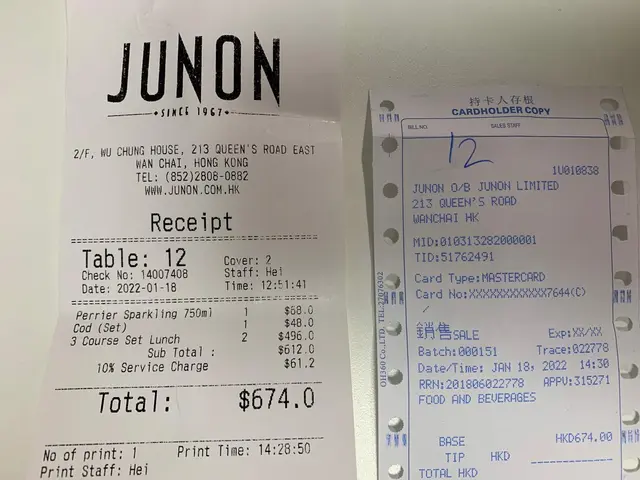 JUNON
SINCE 1967
2/F, WU CHUNG HOUSE, 213 QUEEN'S ROAD EAST
WAN CHAI, HONG KONG
TEL: (852)2808-0882
WWW.JUNON.COM.HK
Receipt
Table: 12 Cover: 2
Check No: 14007408 Staff: Hei
Date: 2022-01-18 Time: 12:51:41
Perrier Sparkling 750ml 1 $68.0
Cod (Set) 1 $48.0
3 Course Set Lunch 2 $496.0
Sub Total : $612.0
10% Service Charge $61.2
Total: $674.0
No of print: 1 Print Time: 14:28:50
Print Staff: Hei
持卡人存根
CARDHOLDER COPY
BILL NO. SALES STAFF
12
1U010838
JUNON O/B JUNON LIMITED
213 QUEEN'S ROAD
WANCHAI HK
MID:010313282000001
TID:51762491
Card Type:MASTERCARD
Card No:XXXXXXXXXXXX7644(C)
/
銷售SALE Exp:XX/XX
Batch:000151 Trace:022778
Date/Time: JAN 18, 2022 14:30
RRN:201806022778 APPV:315271
FOOD AND BEVERAGES
BASE HKD674.00
TIP HKD
TOTAL HKD